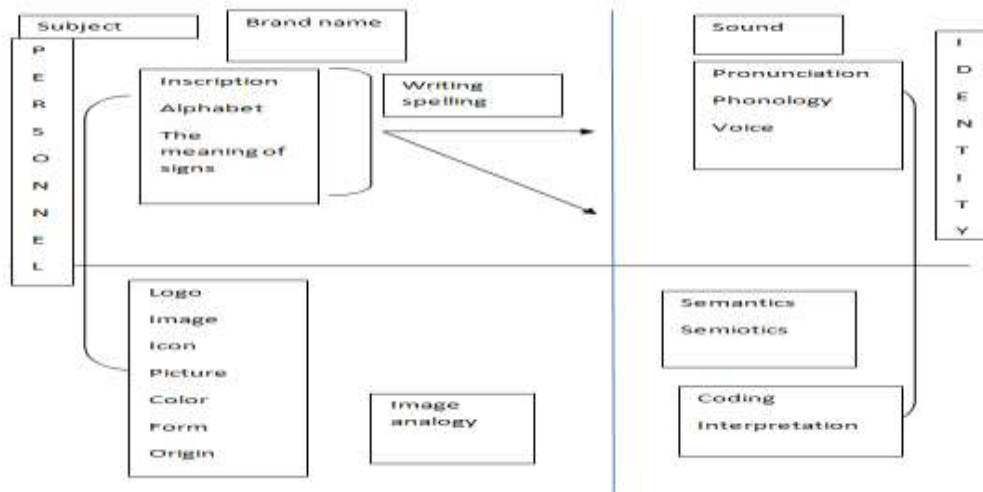 Subject
Brand name
Sound
P
E
R
S
O
N
N
E
L
Inscription
Alphabet
The
meaning of
signs
Writing
spelling
Pronunciation
Phonology
Voice
I
D
E
N
T
I
T
Y
Logo
Image
Icon
Picture
Color
Form
Origin
Image
analogy
Semantics
Semiotics
Coding
Interpretation